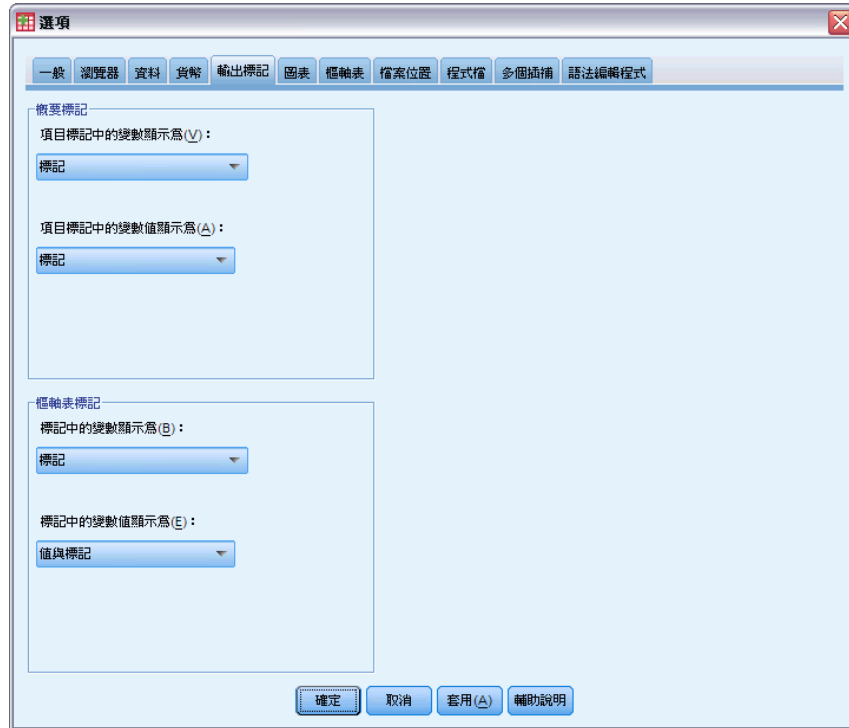 選項
一般 瀏覽器 資料 貨幣 輸出標記 圖表 樞軸表 檔案位置 程式檔 多個插補 語法編輯程式
概要標記
項目標記中的變數顯示為(V)：
標記
項目標記中的變數值顯示為(A)：
標記
樞軸表標記
標記中的變數顯示為(B)：
標記
標記中的變數值顯示為(E)：
值與標記
確定 取消 套用(A) 輔助說明